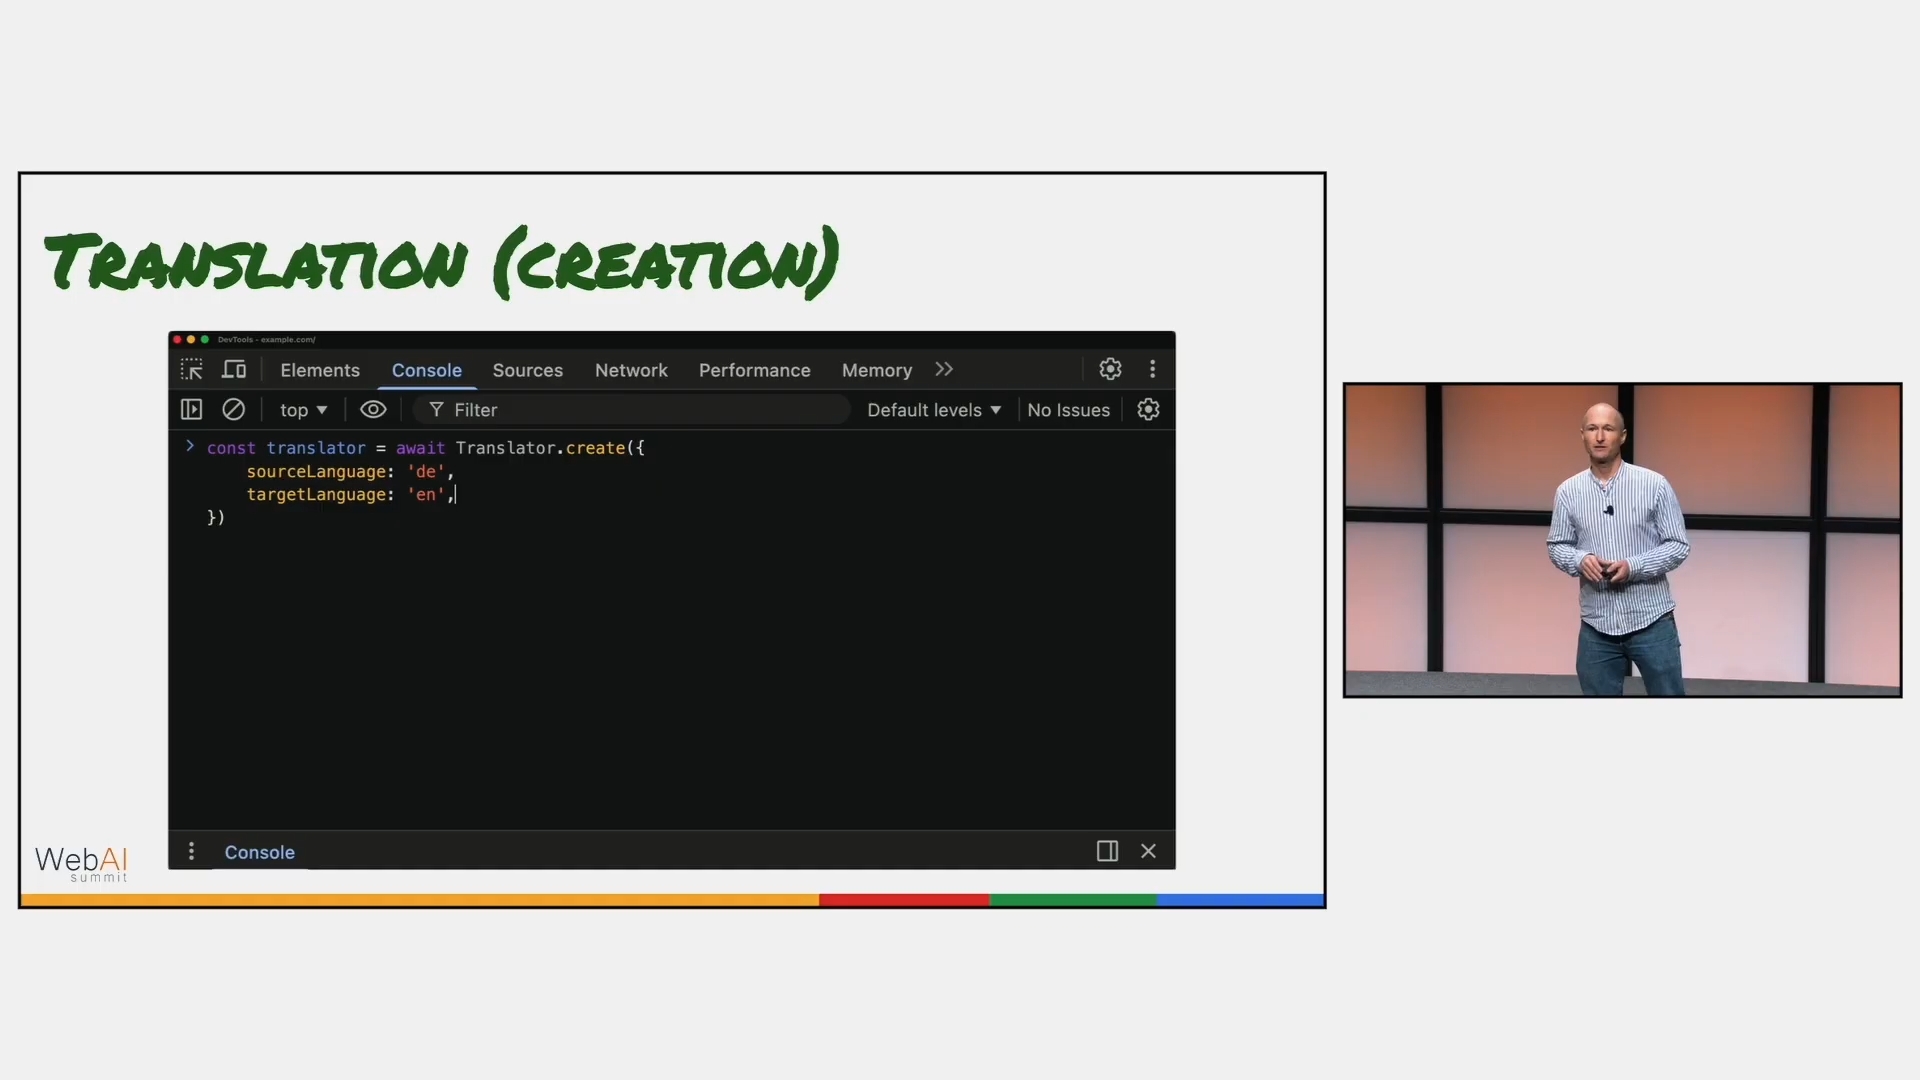 TRANSLATION (CREATION)
DevTools - example.com/
Elements Console Sources Network Performance Memory
top Filter Default levels No Issues
const translator = await Translator.create({
sourceLanguage: 'de',
targetLanguage: 'en',
})
Console
WebAI
summit